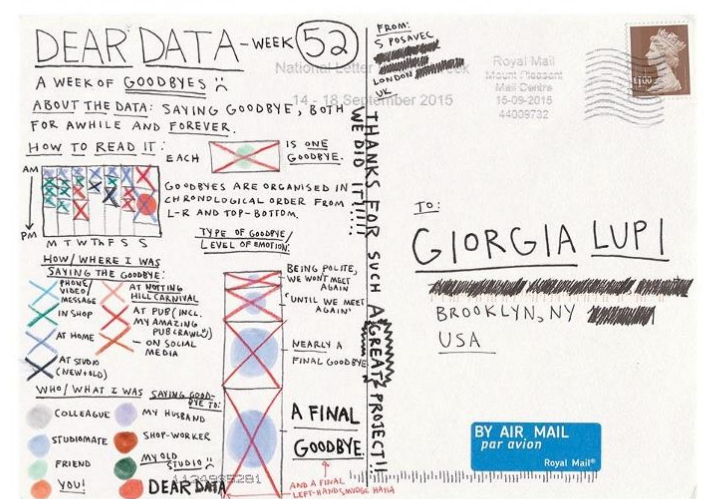 DEAR DATA - WEEK 52
A WEEK OF GOODBYES
ABOUT THE DATA: SAYING GOODBYE, BOTH
FOR AWHILE AND FOREVER.
HOW TO READ IT:
EACH IS ONE
GOODBYE.
AM
PM
M T W TH F S S
GOODBYES ARE ORGANISED IN
CHRONOLOGICAL ORDER FROM
L-R AND TOP-BOTTOM.
HOW/WHERE I WAS
SAYING THE GOODBYE:
PHONE/
VIDEO/
MESSAGE
IN SHOP
AT HOME
AT STUDIO
(NEW+OLD)
AT NOTTING
HILL CARNIVAL
AT PUB (INCL.
MY AMAZING
PUB CRAWL)
- ON SOCIAL
MEDIA
TYPE OF GOODBYE/
LEVEL OF EMOTION:
BEING POLITE,
WE WONT MEET
AGAIN
'UNTIL WE MEET
AGAIN'
NEARLY A
FINAL GOODBYE
A FINAL
GOODBYE.
AND A FINAL
LEFT-HAND SMUDGE HAHA
WHO/WHAT I WAS SAYING GOOD-
BYE TO:
COLLEAGUE
STUDIOMATE
FRIEND
YOU!
MY HUSBAND
SHOP-WORKER
MY OLD
STUDIO
DEAR DATA
THANKS FOR SUCH A GREAT PROJECT!!
WE DID IT!!!!!
FROM:
S POSAVEC
LONDON
UK
National Letter
14 - 18 September 2015
Royal Mail
Mount Pleasant
Mail Centre
15-09-2015
44009732
£1.00
TO:
GIORGIA LUPI
BROOKLYN, NY
USA
BY AIR MAIL
par avion
Royal Mail®